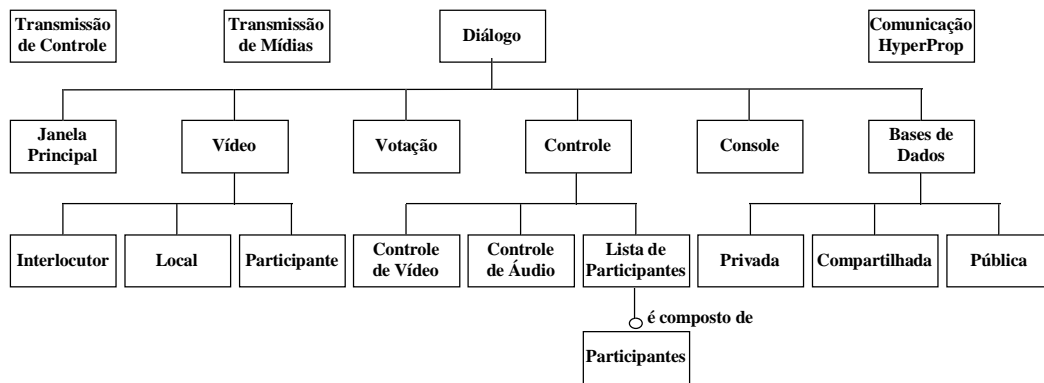 Transmissão
de Controle
Transmissão
de Mídias
Diálogo
Comunicação
HyperProp
Janela
Principal
Vídeo
Votação
Controle
Console
Bases de
Dados
Interlocutor
Local
Participante
Controle
de Vídeo
Controle
de Áudio
Lista de
Participantes
Privada
Compartilhada
Pública
é composto de
Participantes